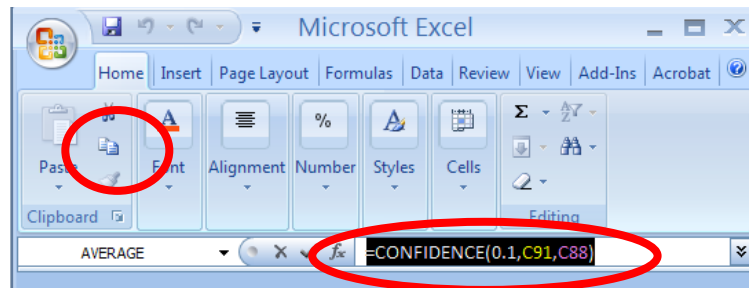 Microsoft Excel
Home Insert Page Layout Formulas Data Review View Add-Ins Acrobat
A % A Σ A Z
Paste Font Alignment Number Styles Cells
Clipboard Editing
AVERAGE fx =CONFIDENCE(0.1,C91,C88)